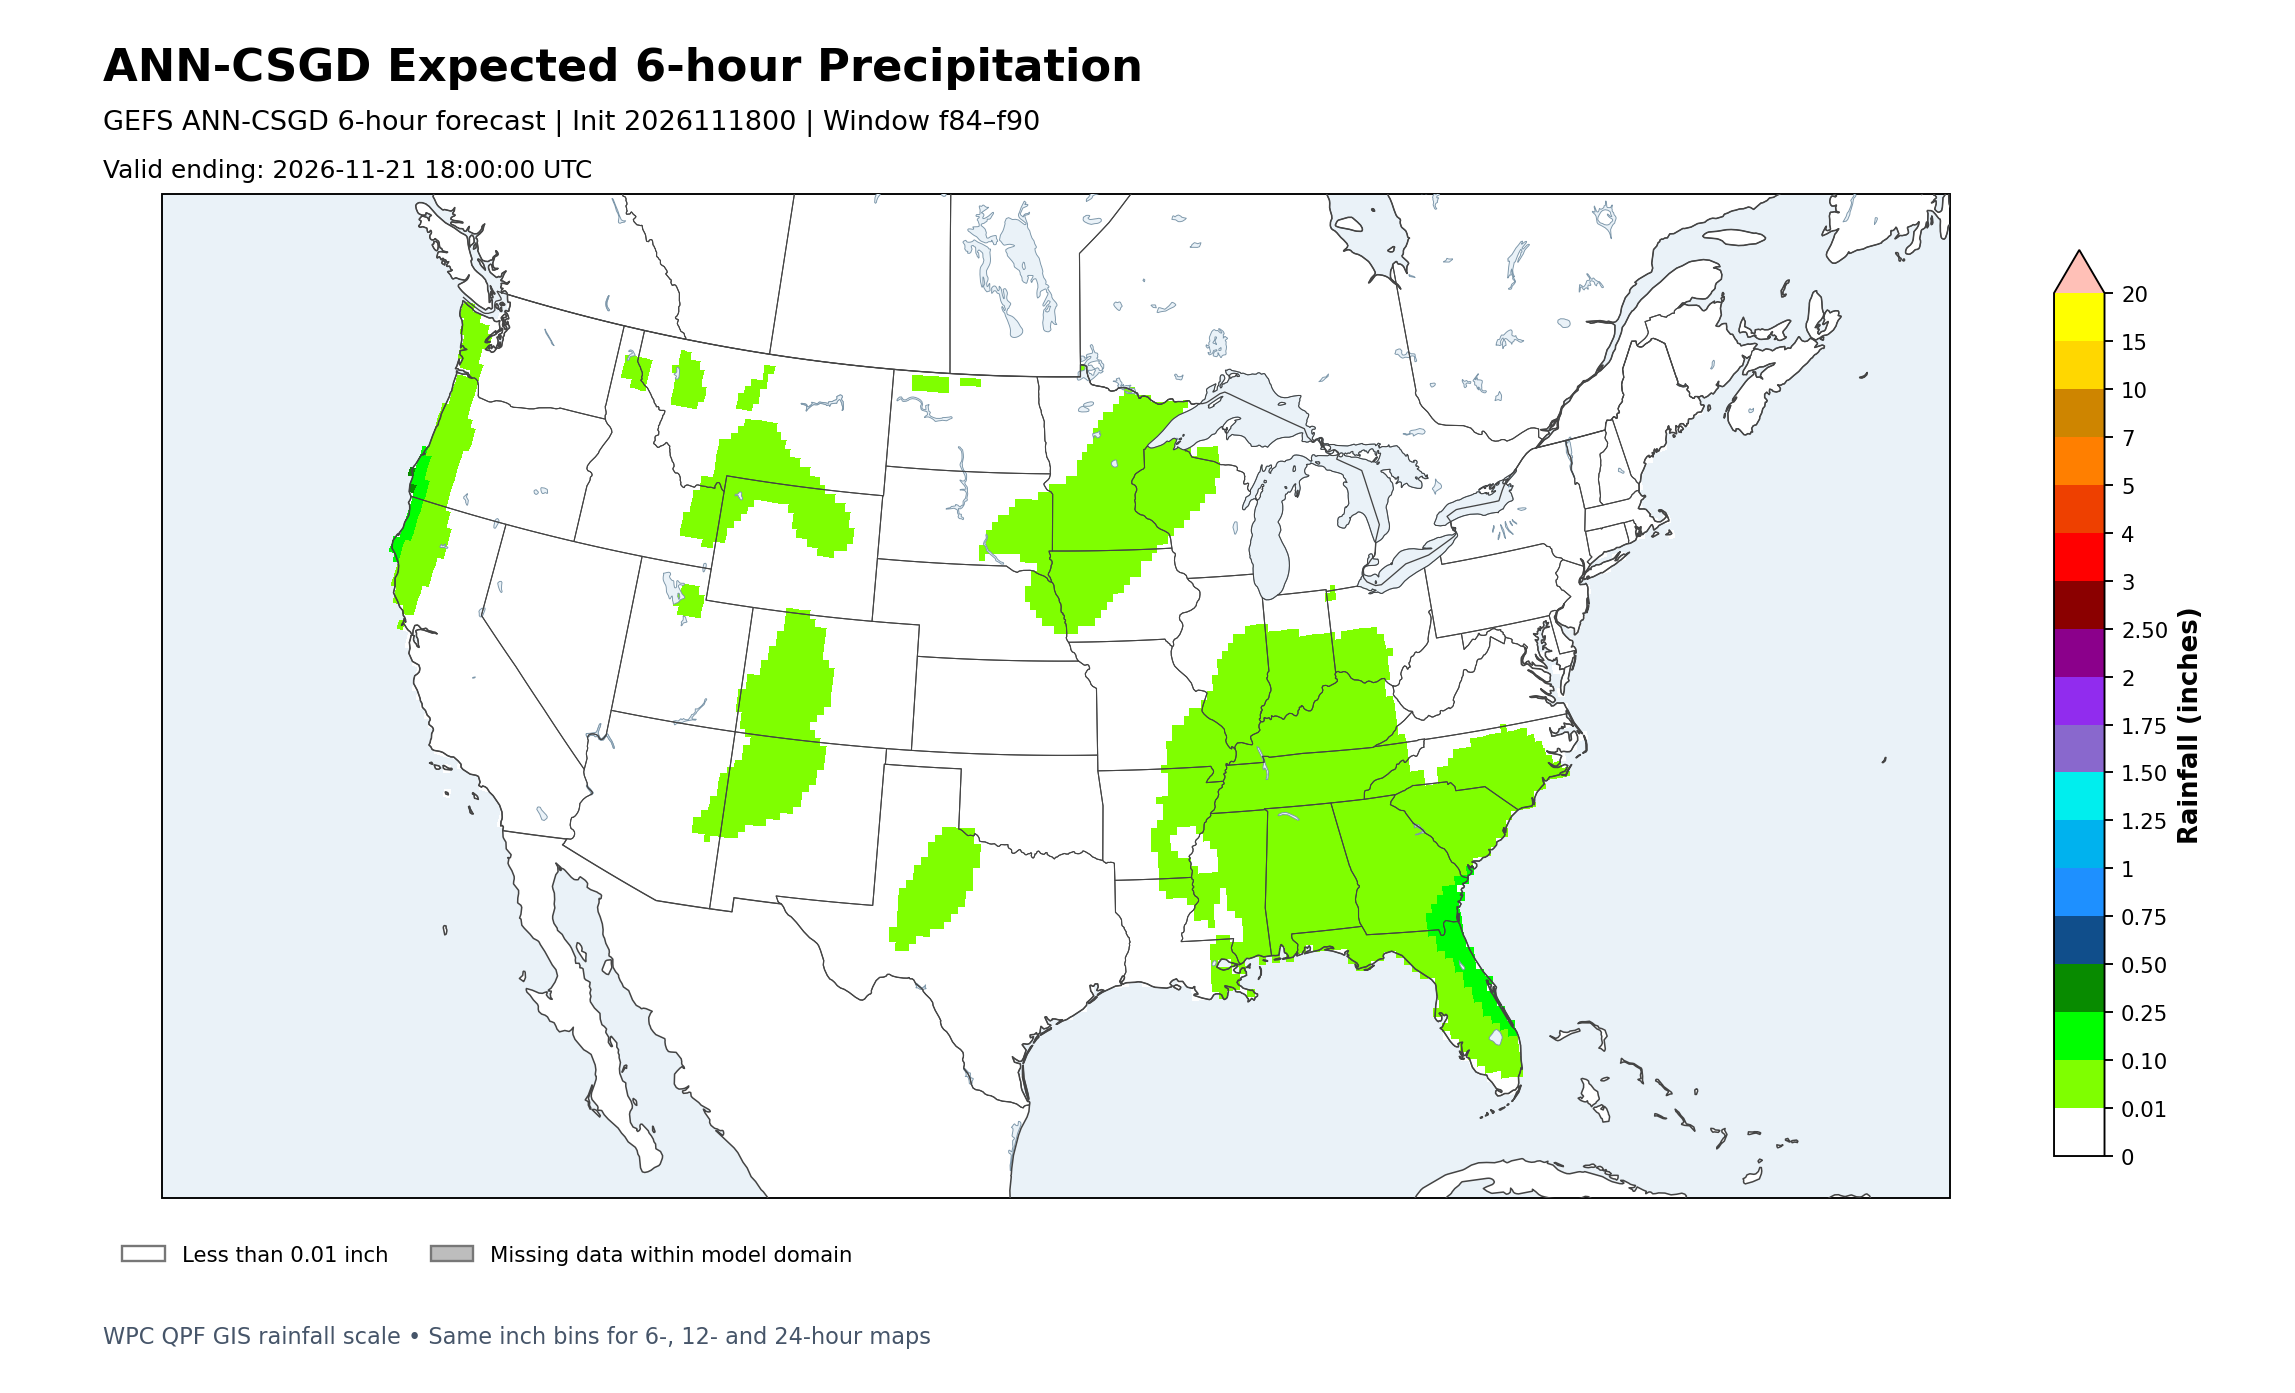 ANN-CSGD Expected 6-hour Precipitation
GEFS ANN-CSGD 6-hour forecast | Init 2026111800 | Window f84–f90
Valid ending: 2026-11-21 18:00:00 UTC
20
15
10
7
5
4
3
2.50
2
1.75
1.50
1.25
1
0.75
0.50
0.25
0.10
0.01
0
Rainfall (inches)
Less than 0.01 inch
Missing data within model domain
WPC QPF GIS rainfall scale • Same inch bins for 6-, 12- and 24-hour maps